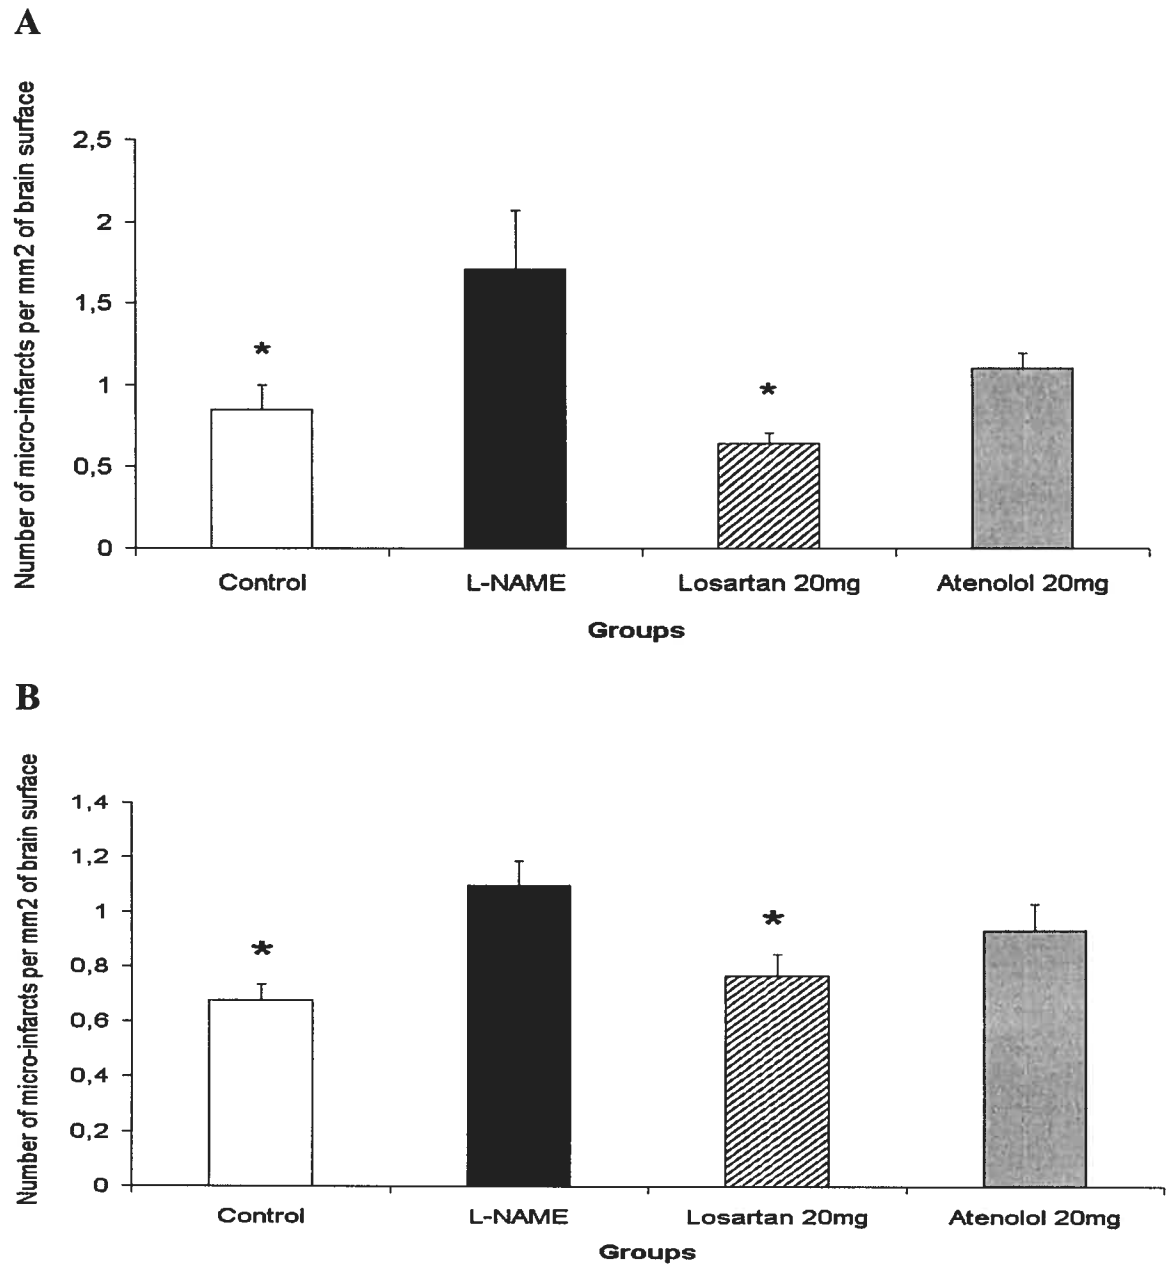 A
Number of micro-infarcts per mm2 of brain surface
2,5
2
1,5
1
0,5
0
*
*
Control L-NAME Losartan 20mg Atenolol 20mg
Groups
B
Number of micro-infarcts per mm2 of brain surface
1,4
1,2
1
0,8
0,6
0,4
0,2
0
*
*
Control L-NAME Losartan 20mg Atenolol 20mg
Groups